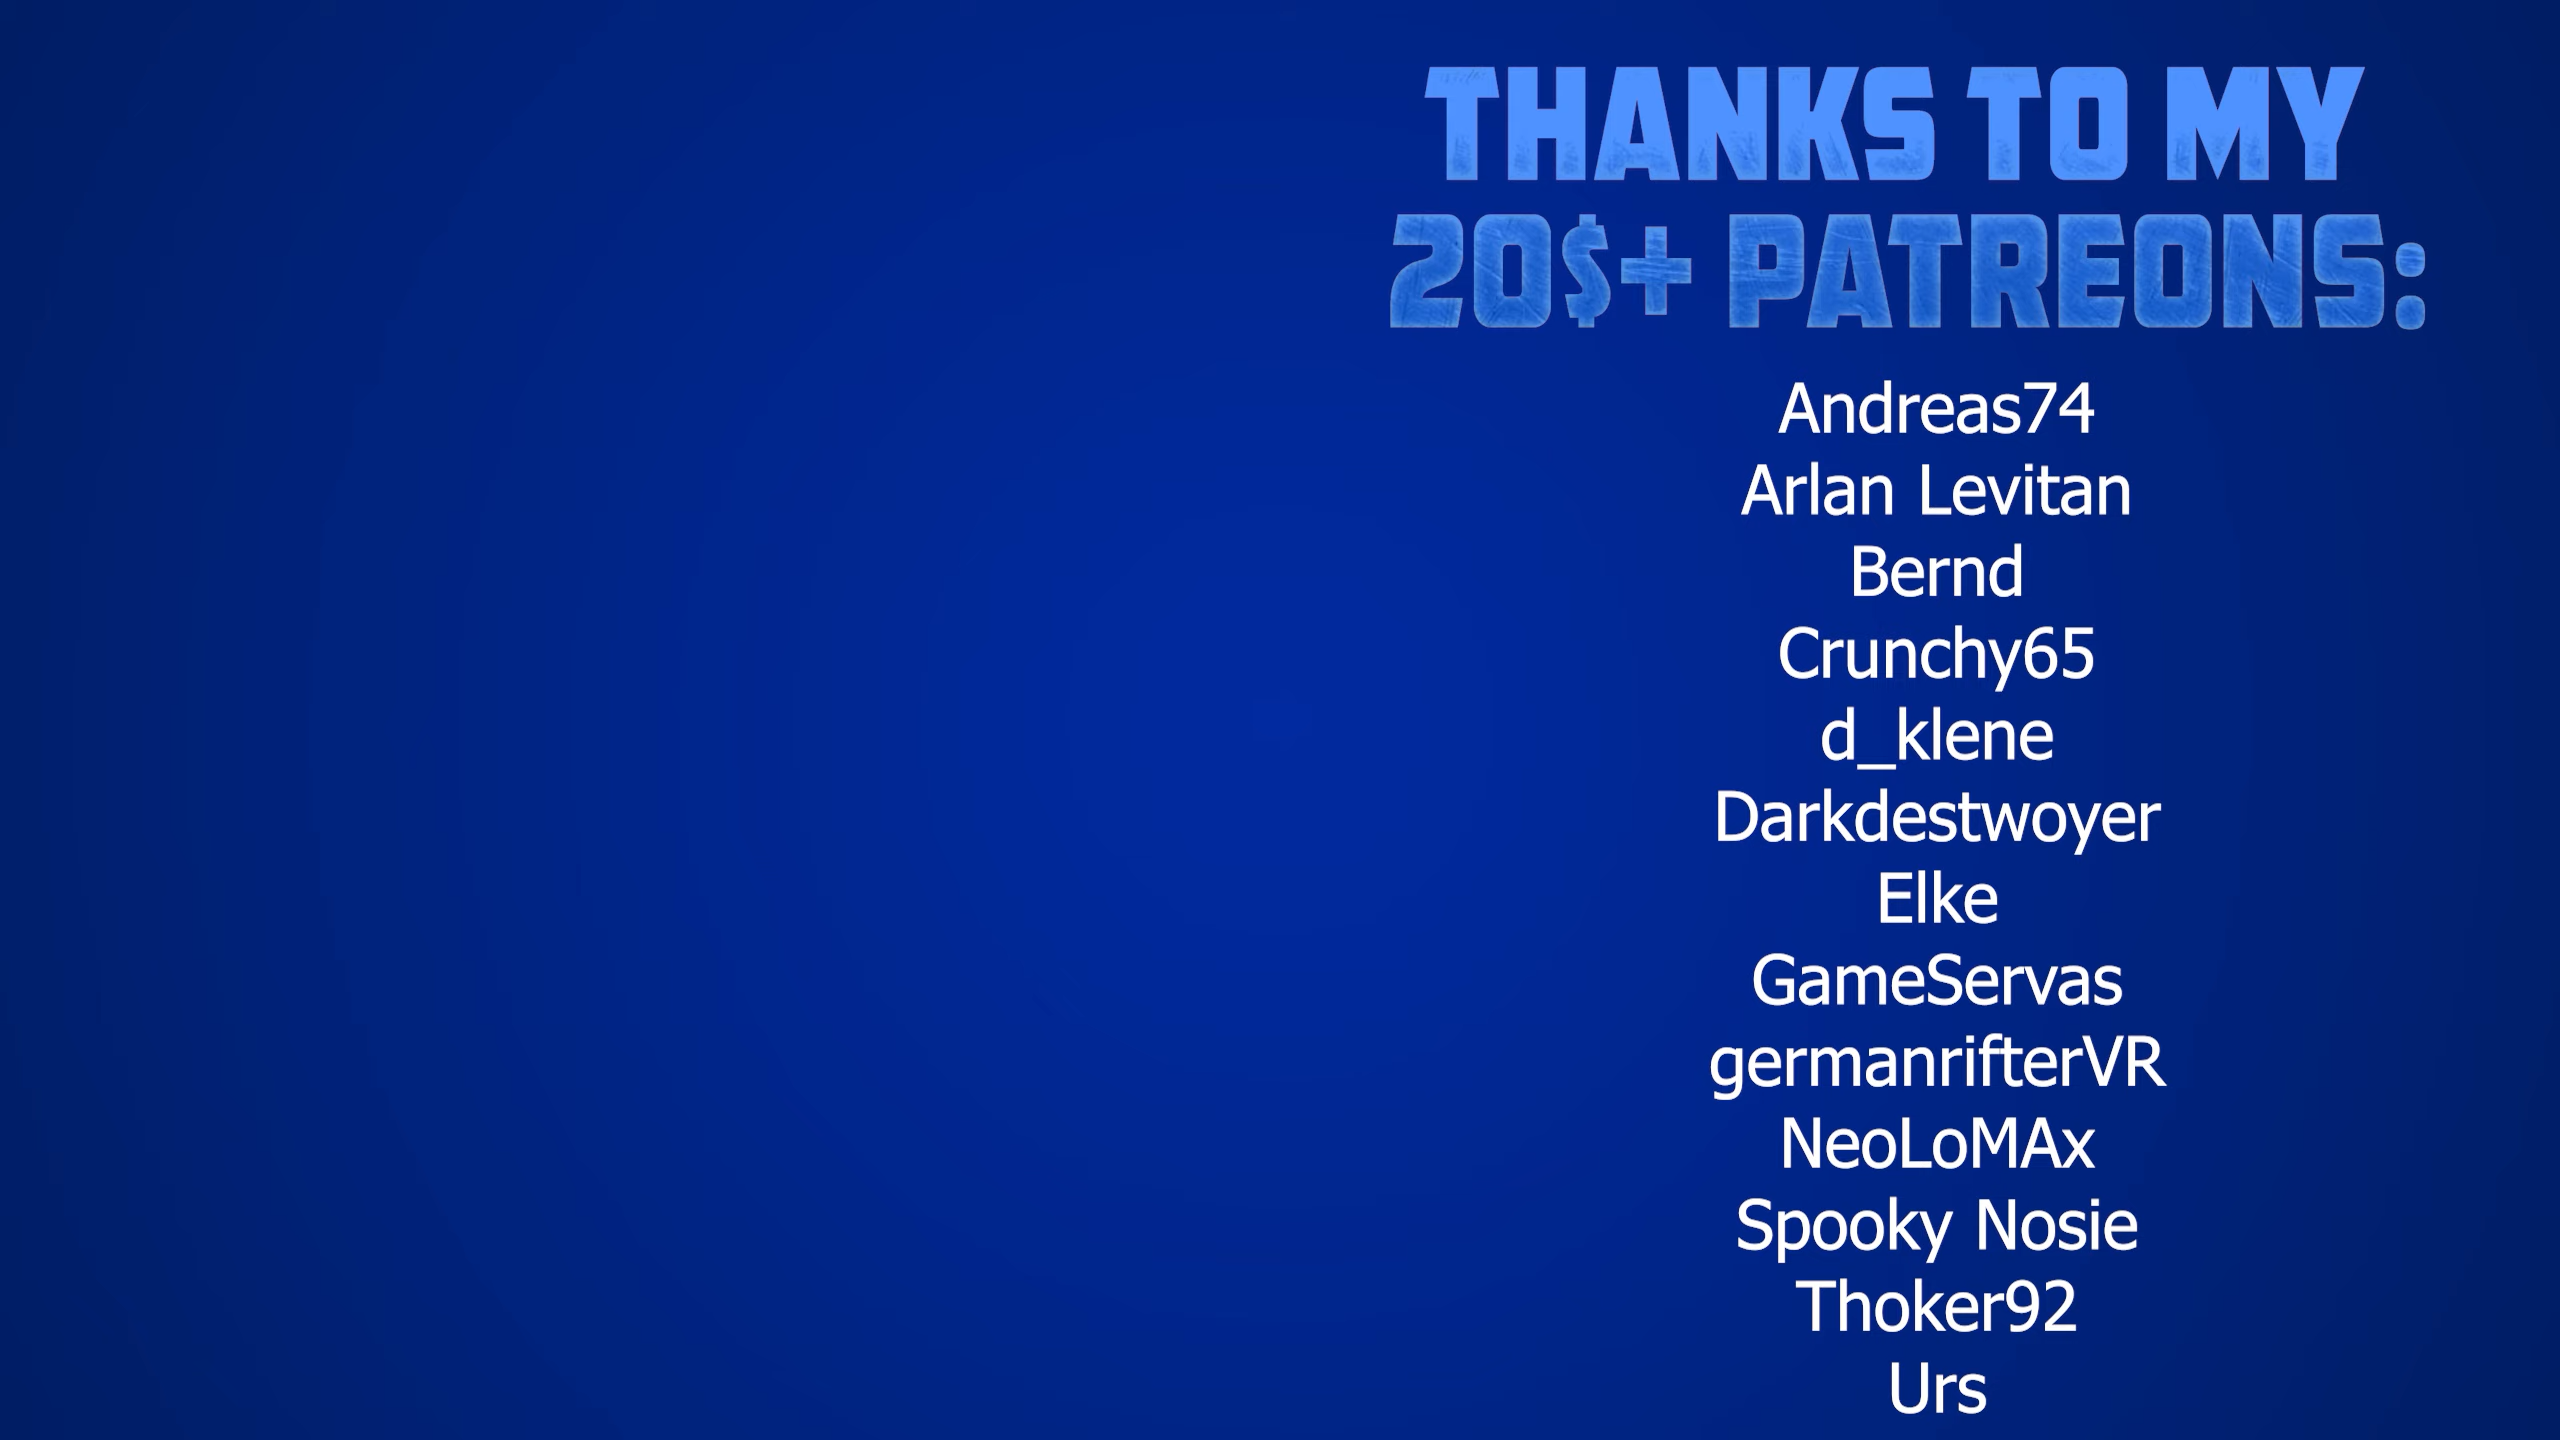 THANKS TO MY
20$+ PATREONS:
Andreas74
Arlan Levitan
Bernd
Crunchy65
d_klene
Darkdestwoyer
Elke
GameServas
germanrifterVR
NeoLoMAx
Spooky Nosie
Thoker92
Urs